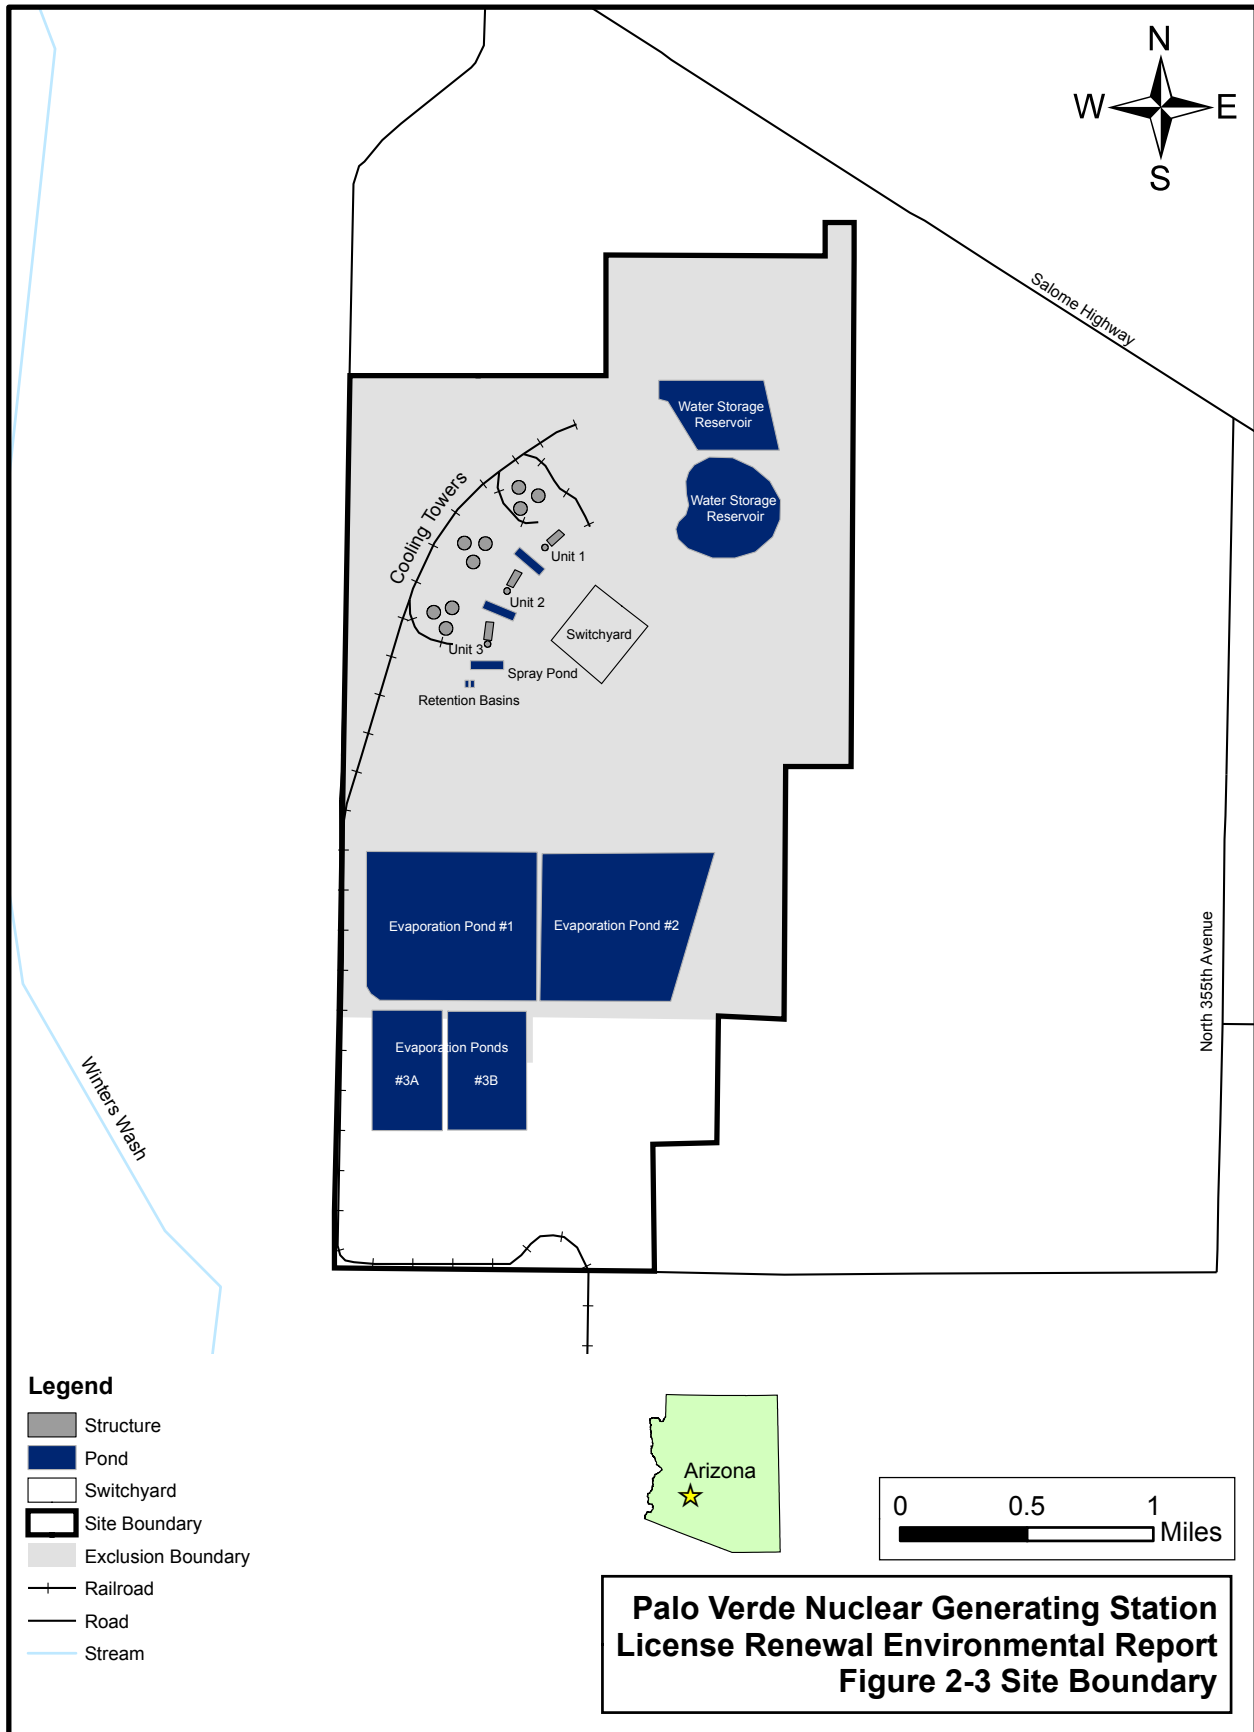 N
W
E
S
Salome Highway
Water Storage
Reservoir
Water Storage
Reservoir
Cooling Towers
Unit 1
Unit 2
Switchyard
Unit 3
Spray Pond
Retention Basins
Evaporation Pond #1
Evaporation Pond #2
North 355th Avenue
Evaporation Ponds
#3A
#3B
Winters Wash
Legend
Structure
Pond
Switchyard
Site Boundary
Exclusion Boundary
Railroad
Road
Stream
Arizona
0 0.5 1
Miles
Palo Verde Nuclear Generating Station
License Renewal Environmental Report
Figure 2-3 Site Boundary